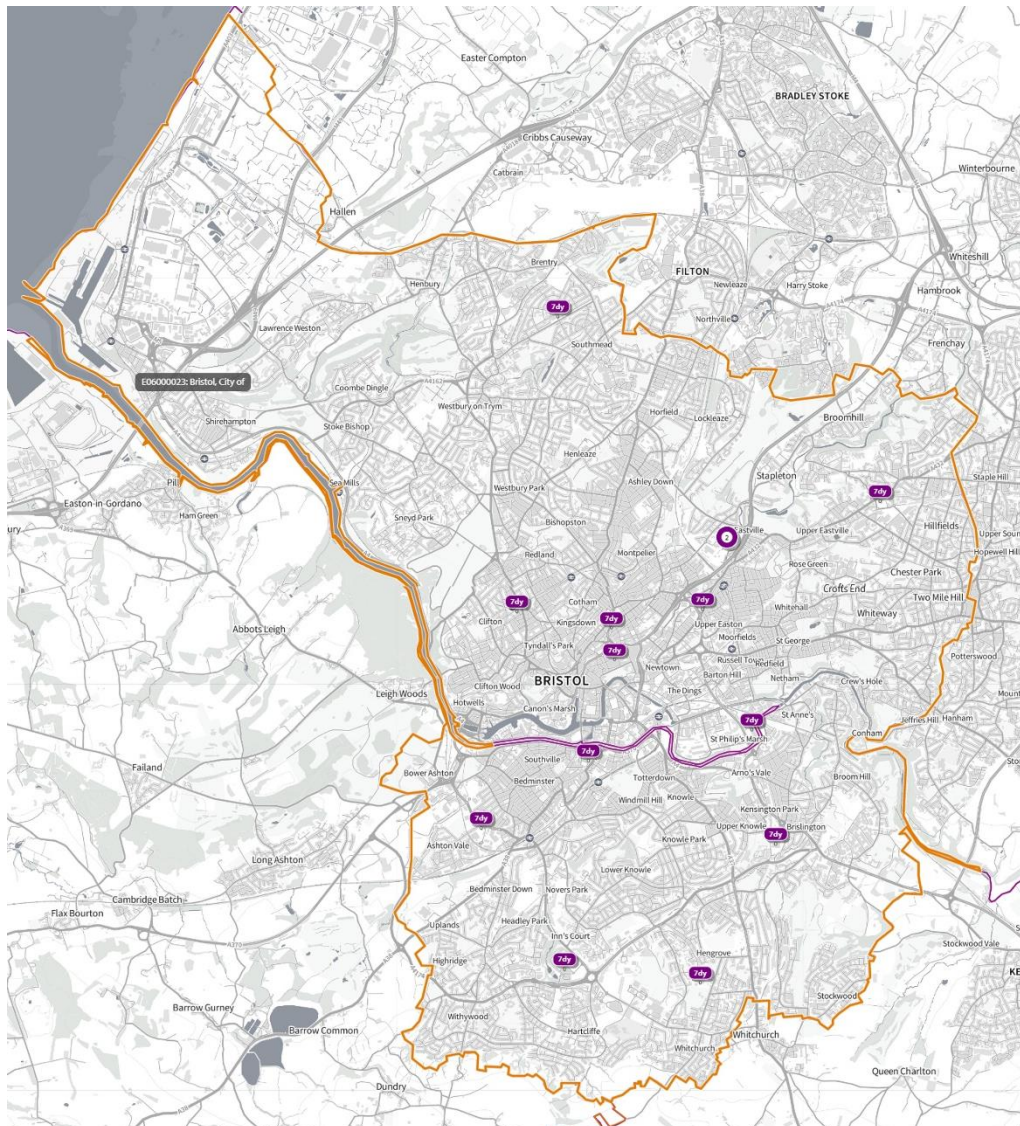 Easter Compton
BRADLEY STOKE
Cribbs Causeway
Catbrain
Winterbourne
Hallen
Whiteshill
Brentry
FILTON
Henbury
Newleaze
Harry Stoke
Hambrook
7dy
A4174
Lawrence Weston
Northville
Southmead
Frenchay
E06000023: Bristol, City of
Coombe Dingle
A4162
Westbury on Trym
Horfield
Lockleaze
Broomhill
Shirehampton
Stoke Bishop
Henleaze
Stapleton
Staple Hill
Pill
Sea Mills
Westbury Park
Ashley Down
7dy
Easton-in-Gordano
Ham Green
Sneyd Park
Bishopston
Hillfields
Eastville
Upper Eastville
2
Redland
Montpelier
Hopewell Hill
Rose Green
Chester Park
Crofts End
Two Mile Hill
7dy
Cotham
7dy
Whitehall
Whiteway
Abbots Leigh
Clifton
Kingsdown
7dy
Upper Easton
Moorfields
St George
Tyndall's Park
7dy
Potterswood
Newtown
Redfield
BRISTOL
Barton Hill
Netham
Crew's Hole
Leigh Woods
Clifton Wood
The Dings
Hotwells
Canon's Marsh
St Anne's
Jeffries Hill
Hanham
7dy
Conham
St Philip's Marsh
7dy
Failand
Southville
Bower Ashton
Bedminster
Totterdown
Arno's Vale
Broom Hill
Windmill Hill
Knowle
Kensington Park
7dy
Upper Knowle
Brislington
7dy
Ashton Vale
Knowle Park
Long Ashton
Lower Knowle
Bedminster Down
Novers Park
Cambridge Batch
Flax Bourton
Uplands
Headley Park
A370
Inn's Court
Stockwood Vale
Highridge
7dy
Hengrove
7dy
Stockwood
Barrow Gurney
Withywood
Barrow Common
Hartcliffe
Whitchurch
Whitchurch
Queen Charlton
Dundry
A38